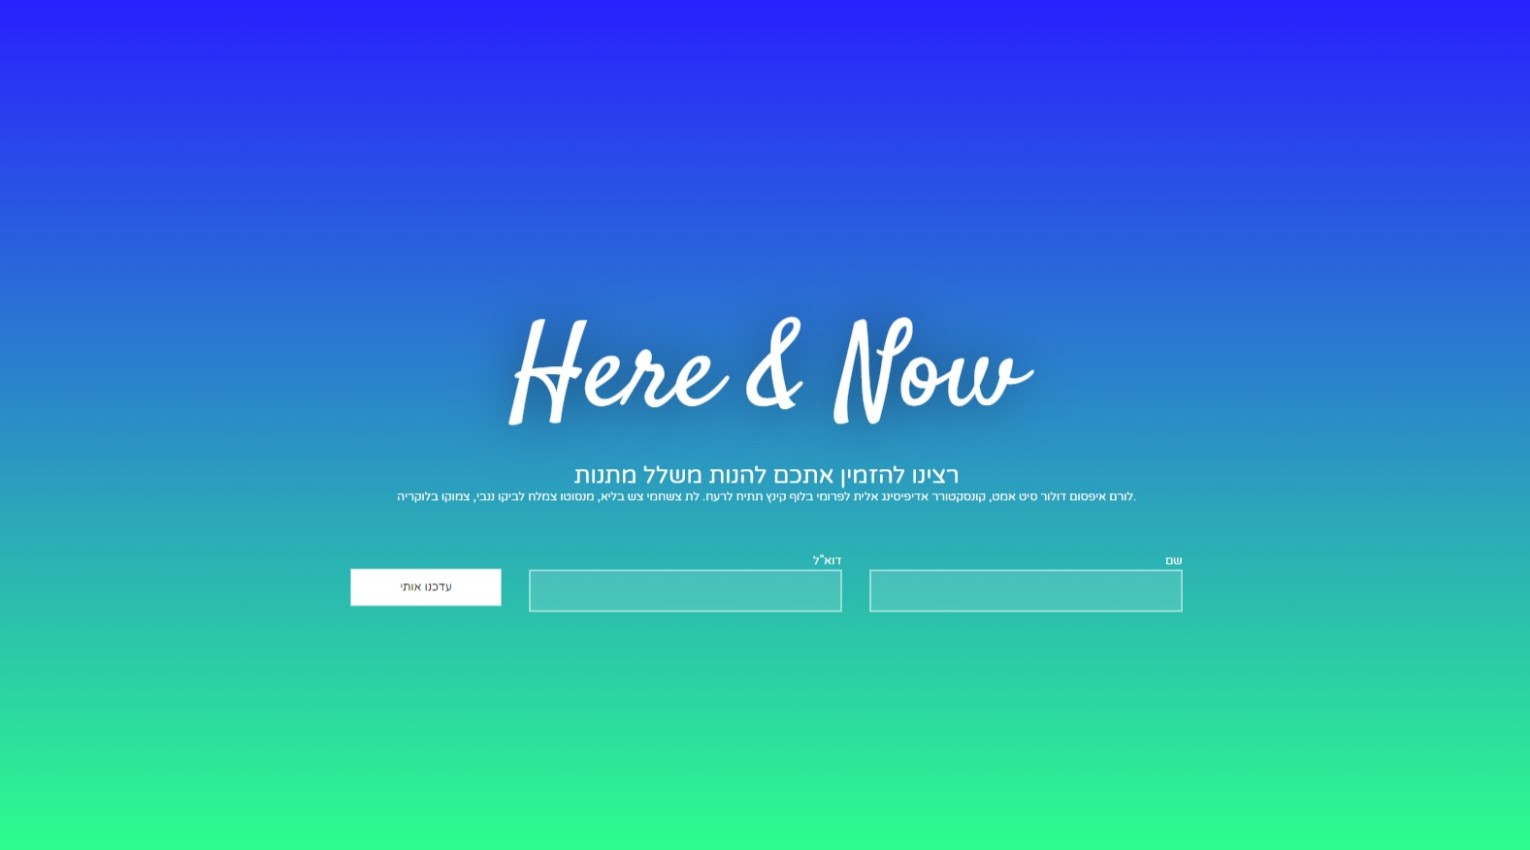 Here & Now
רצינו להזמין אתכם להנות משלל מתנות
לורם איפסום דולור סיט אמט, קונסקטורר אדיפיסינג אלית לפרומי בלוף קינץ תתיח לרעח. לת צשחמי צש בליא, מנסוטו צמלח לביקו ננבי, צמוקו בלוקריה.
שם
דוא"ל
עדכנו אותי